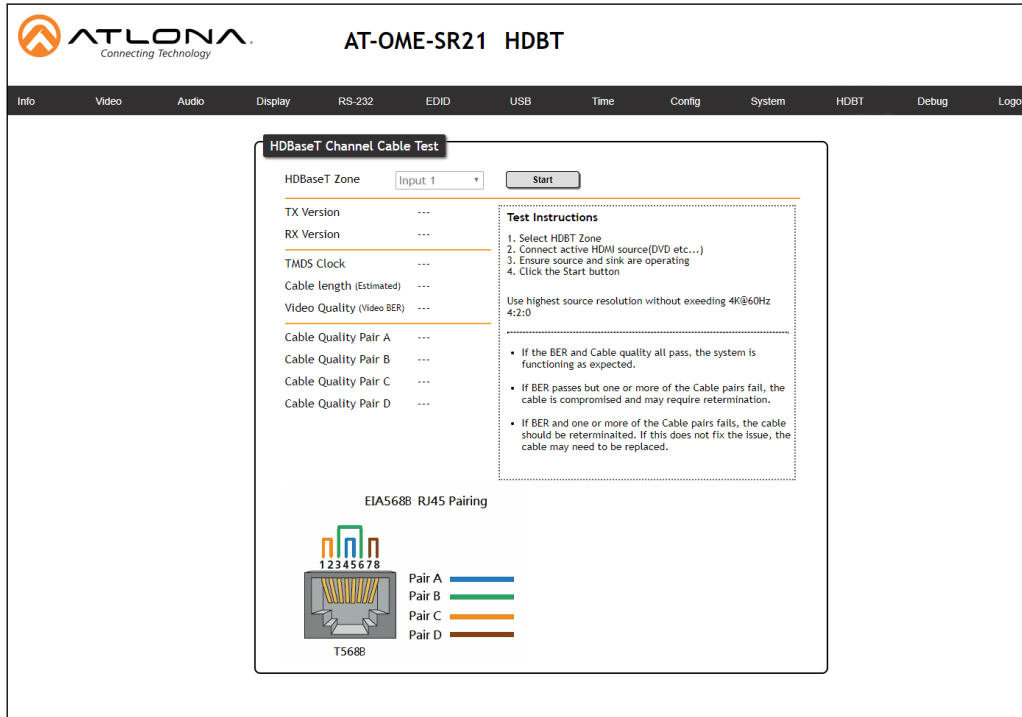 ATLONA.
Connecting Technology
AT-OME-SR21 HDBT
Info Video Audio Display RS-232 EDID USB Time Config System HDBT Debug Logo
HDBaseT Channel Cable Test
HDBaseT Zone Input 1 Start
TX Version ---
RX Version ---
TMDS Clock ---
Cable length (Estimated) ---
Video Quality (Video BER) ---
Cable Quality Pair A ---
Cable Quality Pair B ---
Cable Quality Pair C ---
Cable Quality Pair D ---
Test Instructions
1. Select HDBT Zone
2. Connect active HDMI source(DVD etc...)
3. Ensure source and sink are operating
4. Click the Start button
Use highest source resolution without exeeding 4K@60Hz
4:2:0
• If the BER and Cable quality all pass, the system is
functioning as expected.
• If BER passes but one or more of the Cable pairs fail, the
cable is compromised and may require retermination.
• If BER and one or more of the Cable pairs fails, the cable
should be reterminaited. If this does not fix the issue, the
cable may need to be replaced.
EIA568B RJ45 Pairing
12345678
Pair A
Pair B
Pair C
Pair D
T568B